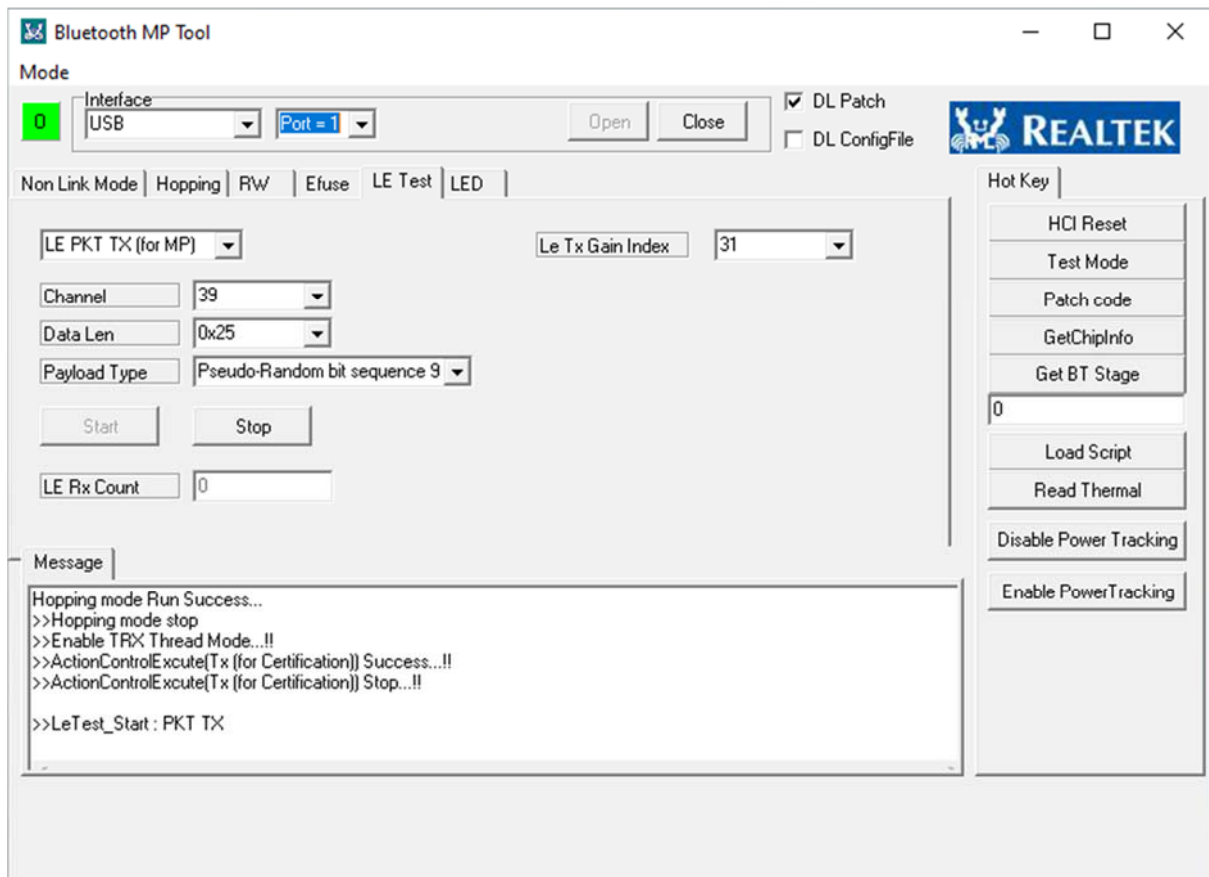 Bluetooth MP Tool
Mode
0
Interface
USB
Port = 1
Open
Close
DL Patch
DL ConfigFile
REALTEK
Non Link Mode
Hopping
RW
Efuse
LE Test
LED
LE PKT TX (for MP)
Le Tx Gain Index
31
Channel
39
Data Len
0x25
Payload Type
Pseudo-Random bit sequence 9
Start
Stop
LE Rx Count
0
Hot Key
HCI Reset
Test Mode
Patch code
GetChipInfo
Get BT Stage
0
Load Script
Read Thermal
Disable Power Tracking
Enable PowerTracking
Message
Hopping mode Run Success...
>>Hopping mode stop
>>Enable TRX Thread Mode...!!
>>ActionControlExcute(Tx (for Certification)) Success...!!
>>ActionControlExcute(Tx (for Certification)) Stop...!!
>>LeTest_Start : PKT TX